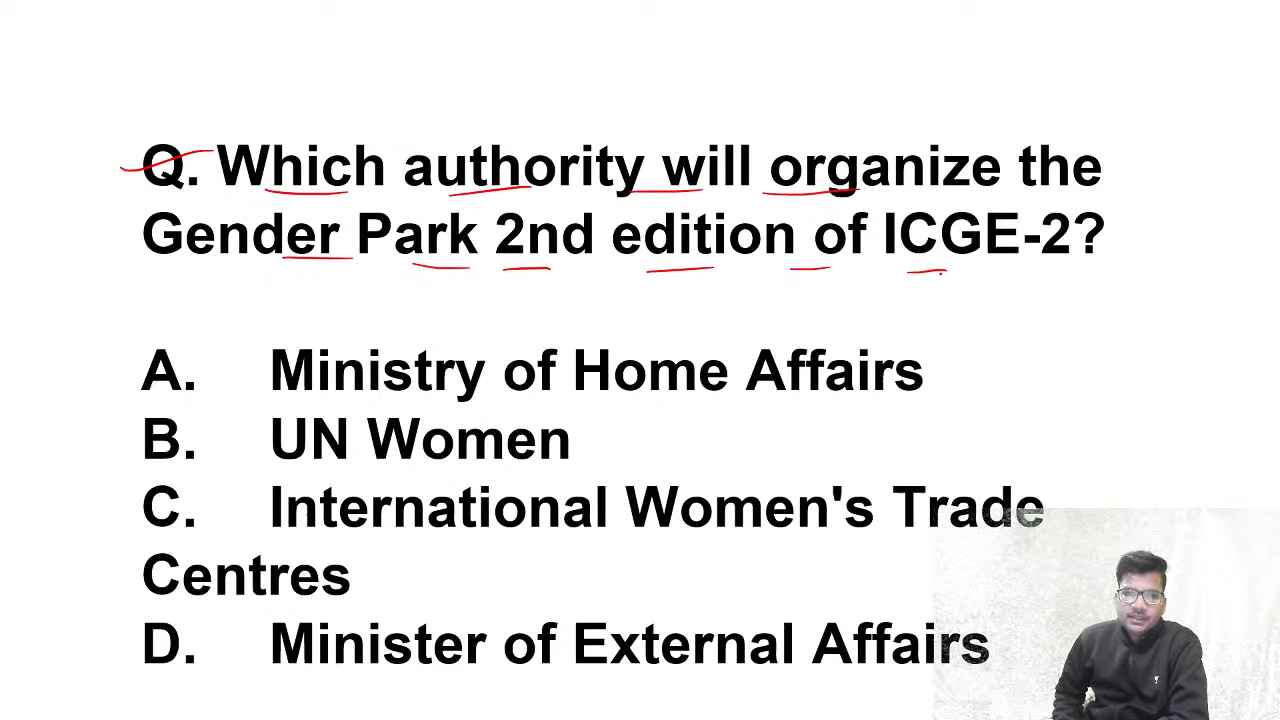 Q. Which authority will organize the
Gender Park 2nd edition of ICGE-2?
A. Ministry of Home Affairs
B. UN Women
C. International Women's Trade
Centres
D. Minister of External Affairs